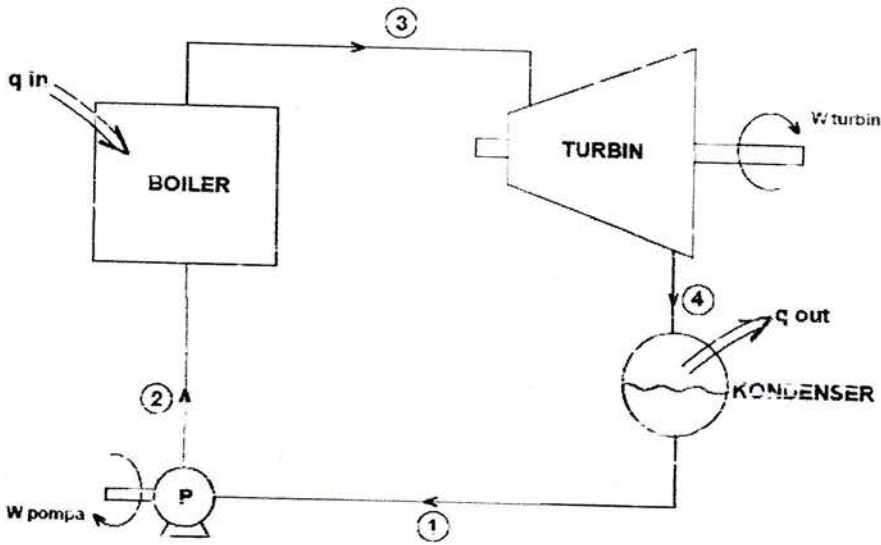 3
q in
W turbin
TURBIN
BOILER
4
q out
2
KONDENSER
P
W pompa
1